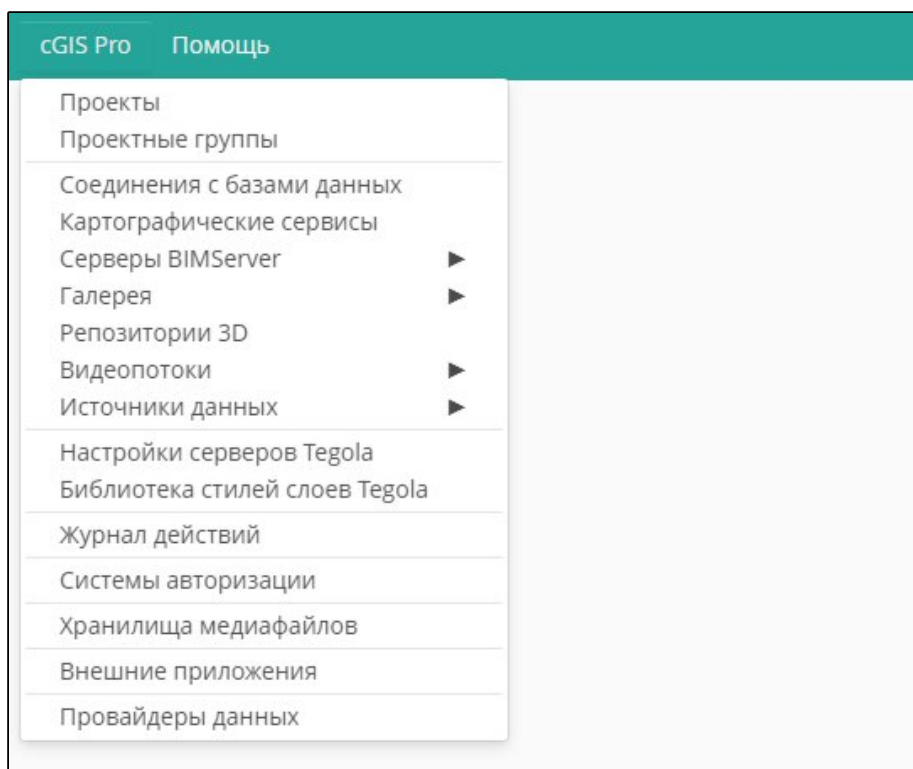 cGIS Pro Помощь
Проекты
Проектные группы
Соединения с базами данных
Картографические сервисы
Серверы BIMServer
Галерея
Репозитории 3D
Видеопотоки
Источники данных
Настройки серверов Tegola
Библиотека стилей слоев Tegola
Журнал действий
Системы авторизации
Хранилища медиафайлов
Внешние приложения
Провайдеры данных